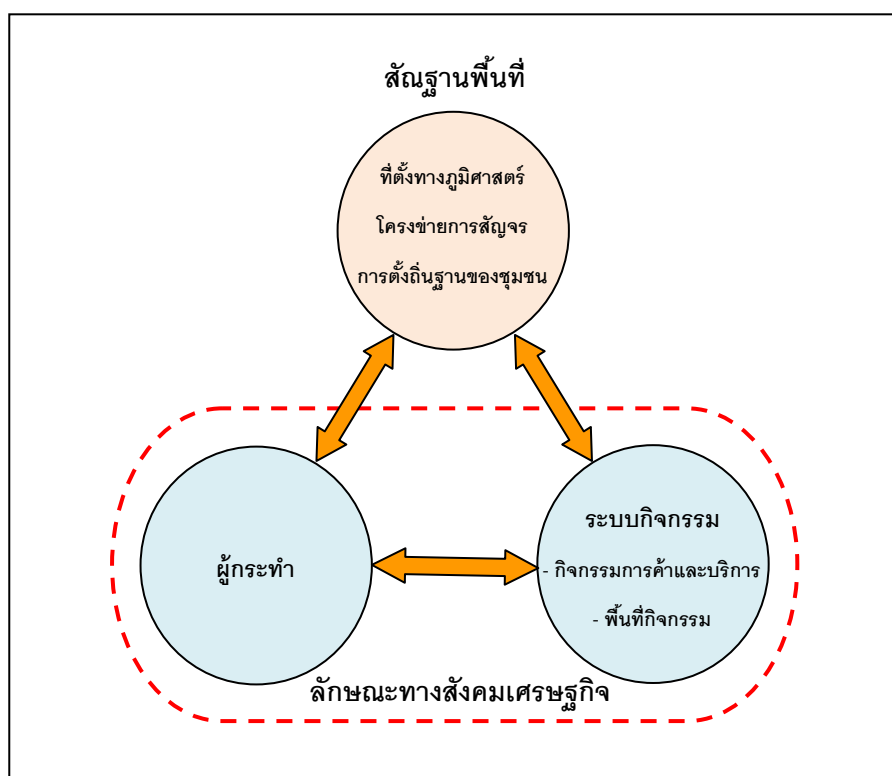 สัณฐานพื้นที่
ที่ตั้งทางภูมิศาสตร์
โครงข่ายการสัญจร
การตั้งถิ่นฐานของชุมชน
ผู้กระทำ
ระบบกิจกรรม
- กิจกรรมการค้าและบริการ
- พื้นที่กิจกรรม
ลักษณะทางสังคมเศรษฐกิจ